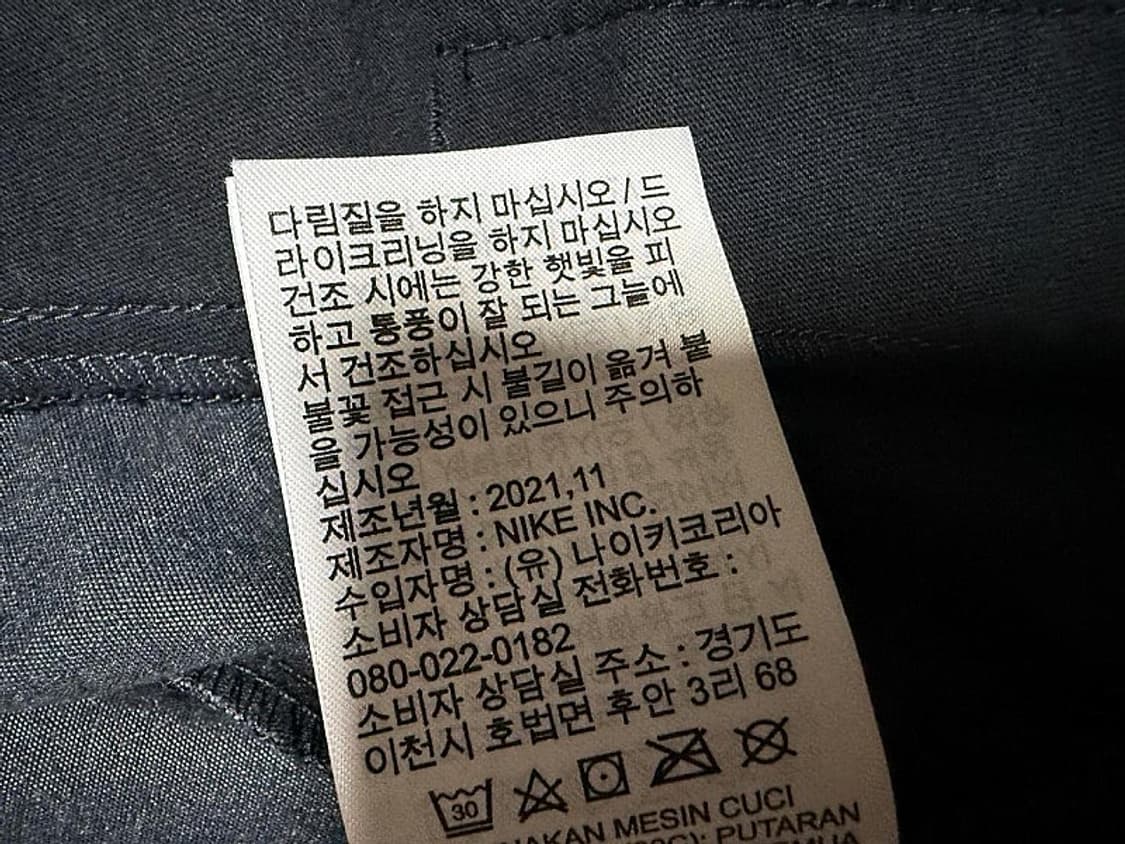 다림질을 하지 마십시오 / 드
라이크리닝을 하지 마십시오
건조 시에는 강한 햇빛을 피
하고 통풍이 잘 되는 그늘에
서 건조하십시오
불꽃 접근 시 불길이 옮겨 붙
을 가능성이 있으니 주의하
십시오
제조년월 : 2021,11
제조자명 : NIKE INC.
수입자명 : (유) 나이키코리아
소비자 상담실 전화번호 :
080-022-0182
소비자 상담실 주소 : 경기도
이천시 호법면 후안 3리 68
30
MESIN CUCI
PUTARAN